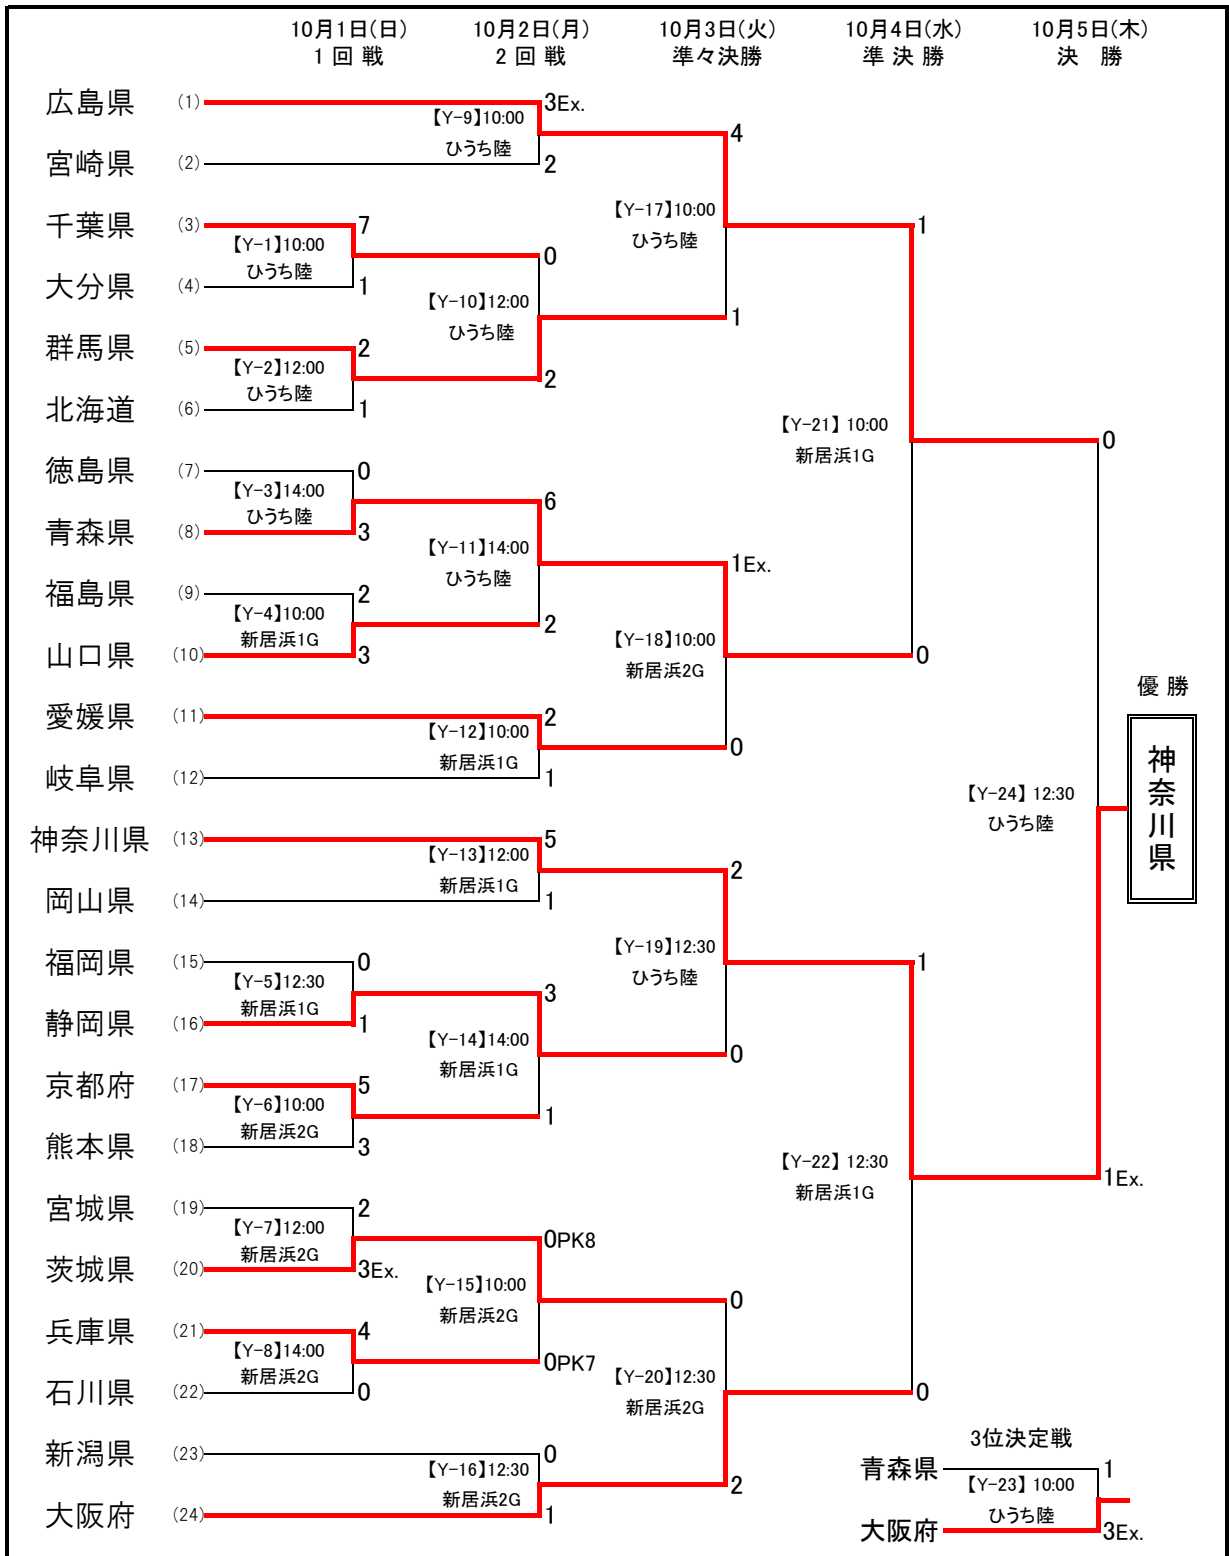 10月1日(日) 10月2日(月) 10月3日(火) 10月4日(水) 10月5日(木)
1 回 戦 2 回 戦 準々決勝 準 決 勝 決 勝
広島県 (1) 3Ex.
【Y-9】10:00
ひうち陸
4
宮崎県 (2) 2
千葉県 (3) 7
【Y-1】10:00
ひうち陸
0
【Y-17】10:00
ひうち陸
1
大分県 (4) 1
【Y-10】12:00
ひうち陸
1
群馬県 (5) 2
【Y-2】12:00
ひうち陸
2
北海道 (6) 1
【Y-21】 10:00
新居浜1G
0
徳島県 (7) 0
【Y-3】14:00
ひうち陸
6
青森県 (8) 3
【Y-11】14:00
ひうち陸
1Ex.
福島県 (9) 2
【Y-4】10:00
新居浜1G
2
【Y-18】10:00
新居浜2G
0
山口県 (10) 3
優 勝
愛媛県 (11) 2
【Y-12】10:00
新居浜1G
0
岐阜県 (12) 1
神奈川県
【Y-24】 12:30
ひうち陸
神奈川県 (13) 5
【Y-13】12:00
新居浜1G
2
岡山県 (14) 1
【Y-19】12:30
ひうち陸
1
福岡県 (15) 0
【Y-5】12:30
新居浜1G
3
静岡県 (16) 1
【Y-14】14:00
新居浜1G
0
京都府 (17) 5
【Y-6】10:00
新居浜2G
1
熊本県 (18) 3
【Y-22】 12:30
新居浜1G
1Ex.
宮城県 (19) 2
【Y-7】12:00
新居浜2G
0PK8
茨城県 (20) 3Ex.
【Y-15】10:00
新居浜2G
0
兵庫県 (21) 4
【Y-8】14:00
新居浜2G
0PK7
【Y-20】12:30
新居浜2G
0
石川県 (22) 0
新潟県 (23) 0
【Y-16】12:30
新居浜2G
2
大阪府 (24) 1
3位決定戦
青森県 1
【Y-23】 10:00
ひうち陸
大阪府 3Ex.